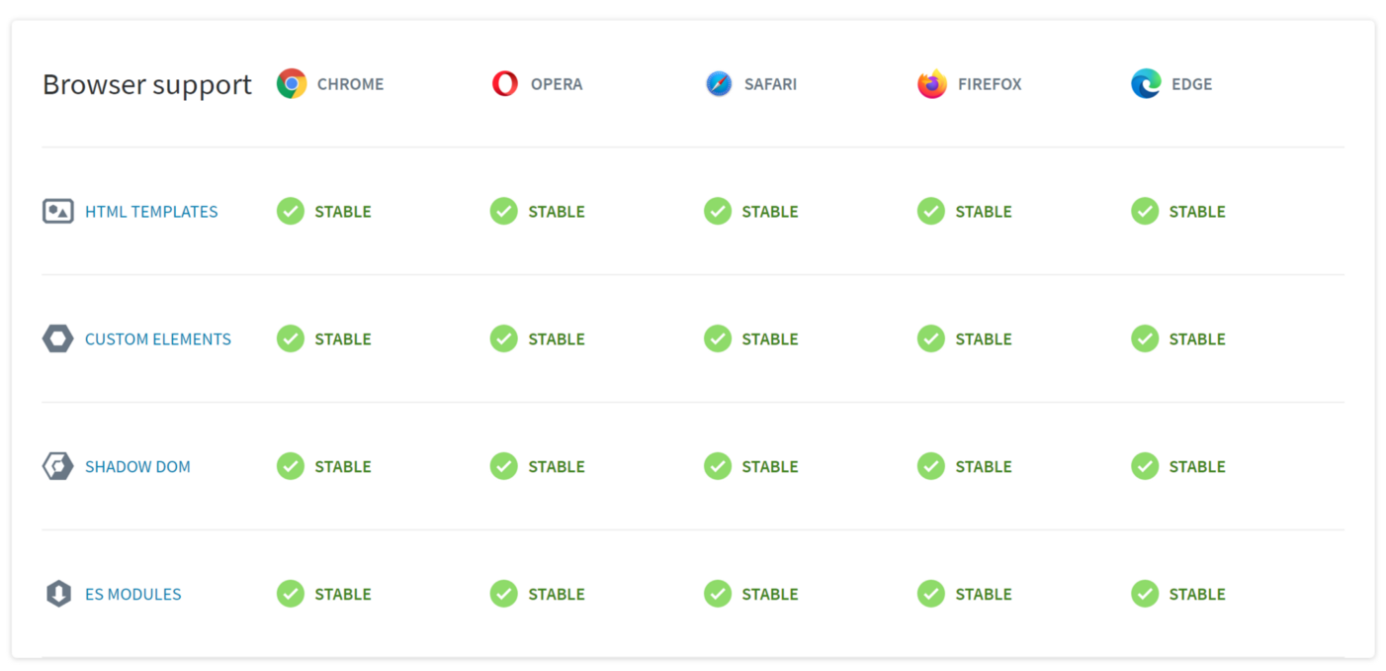 Browser support CHROME OPERA SAFARI FIREFOX EDGE
HTML TEMPLATES STABLE STABLE STABLE STABLE STABLE
CUSTOM ELEMENTS STABLE STABLE STABLE STABLE STABLE
SHADOW DOM STABLE STABLE STABLE STABLE STABLE
ES MODULES STABLE STABLE STABLE STABLE STABLE